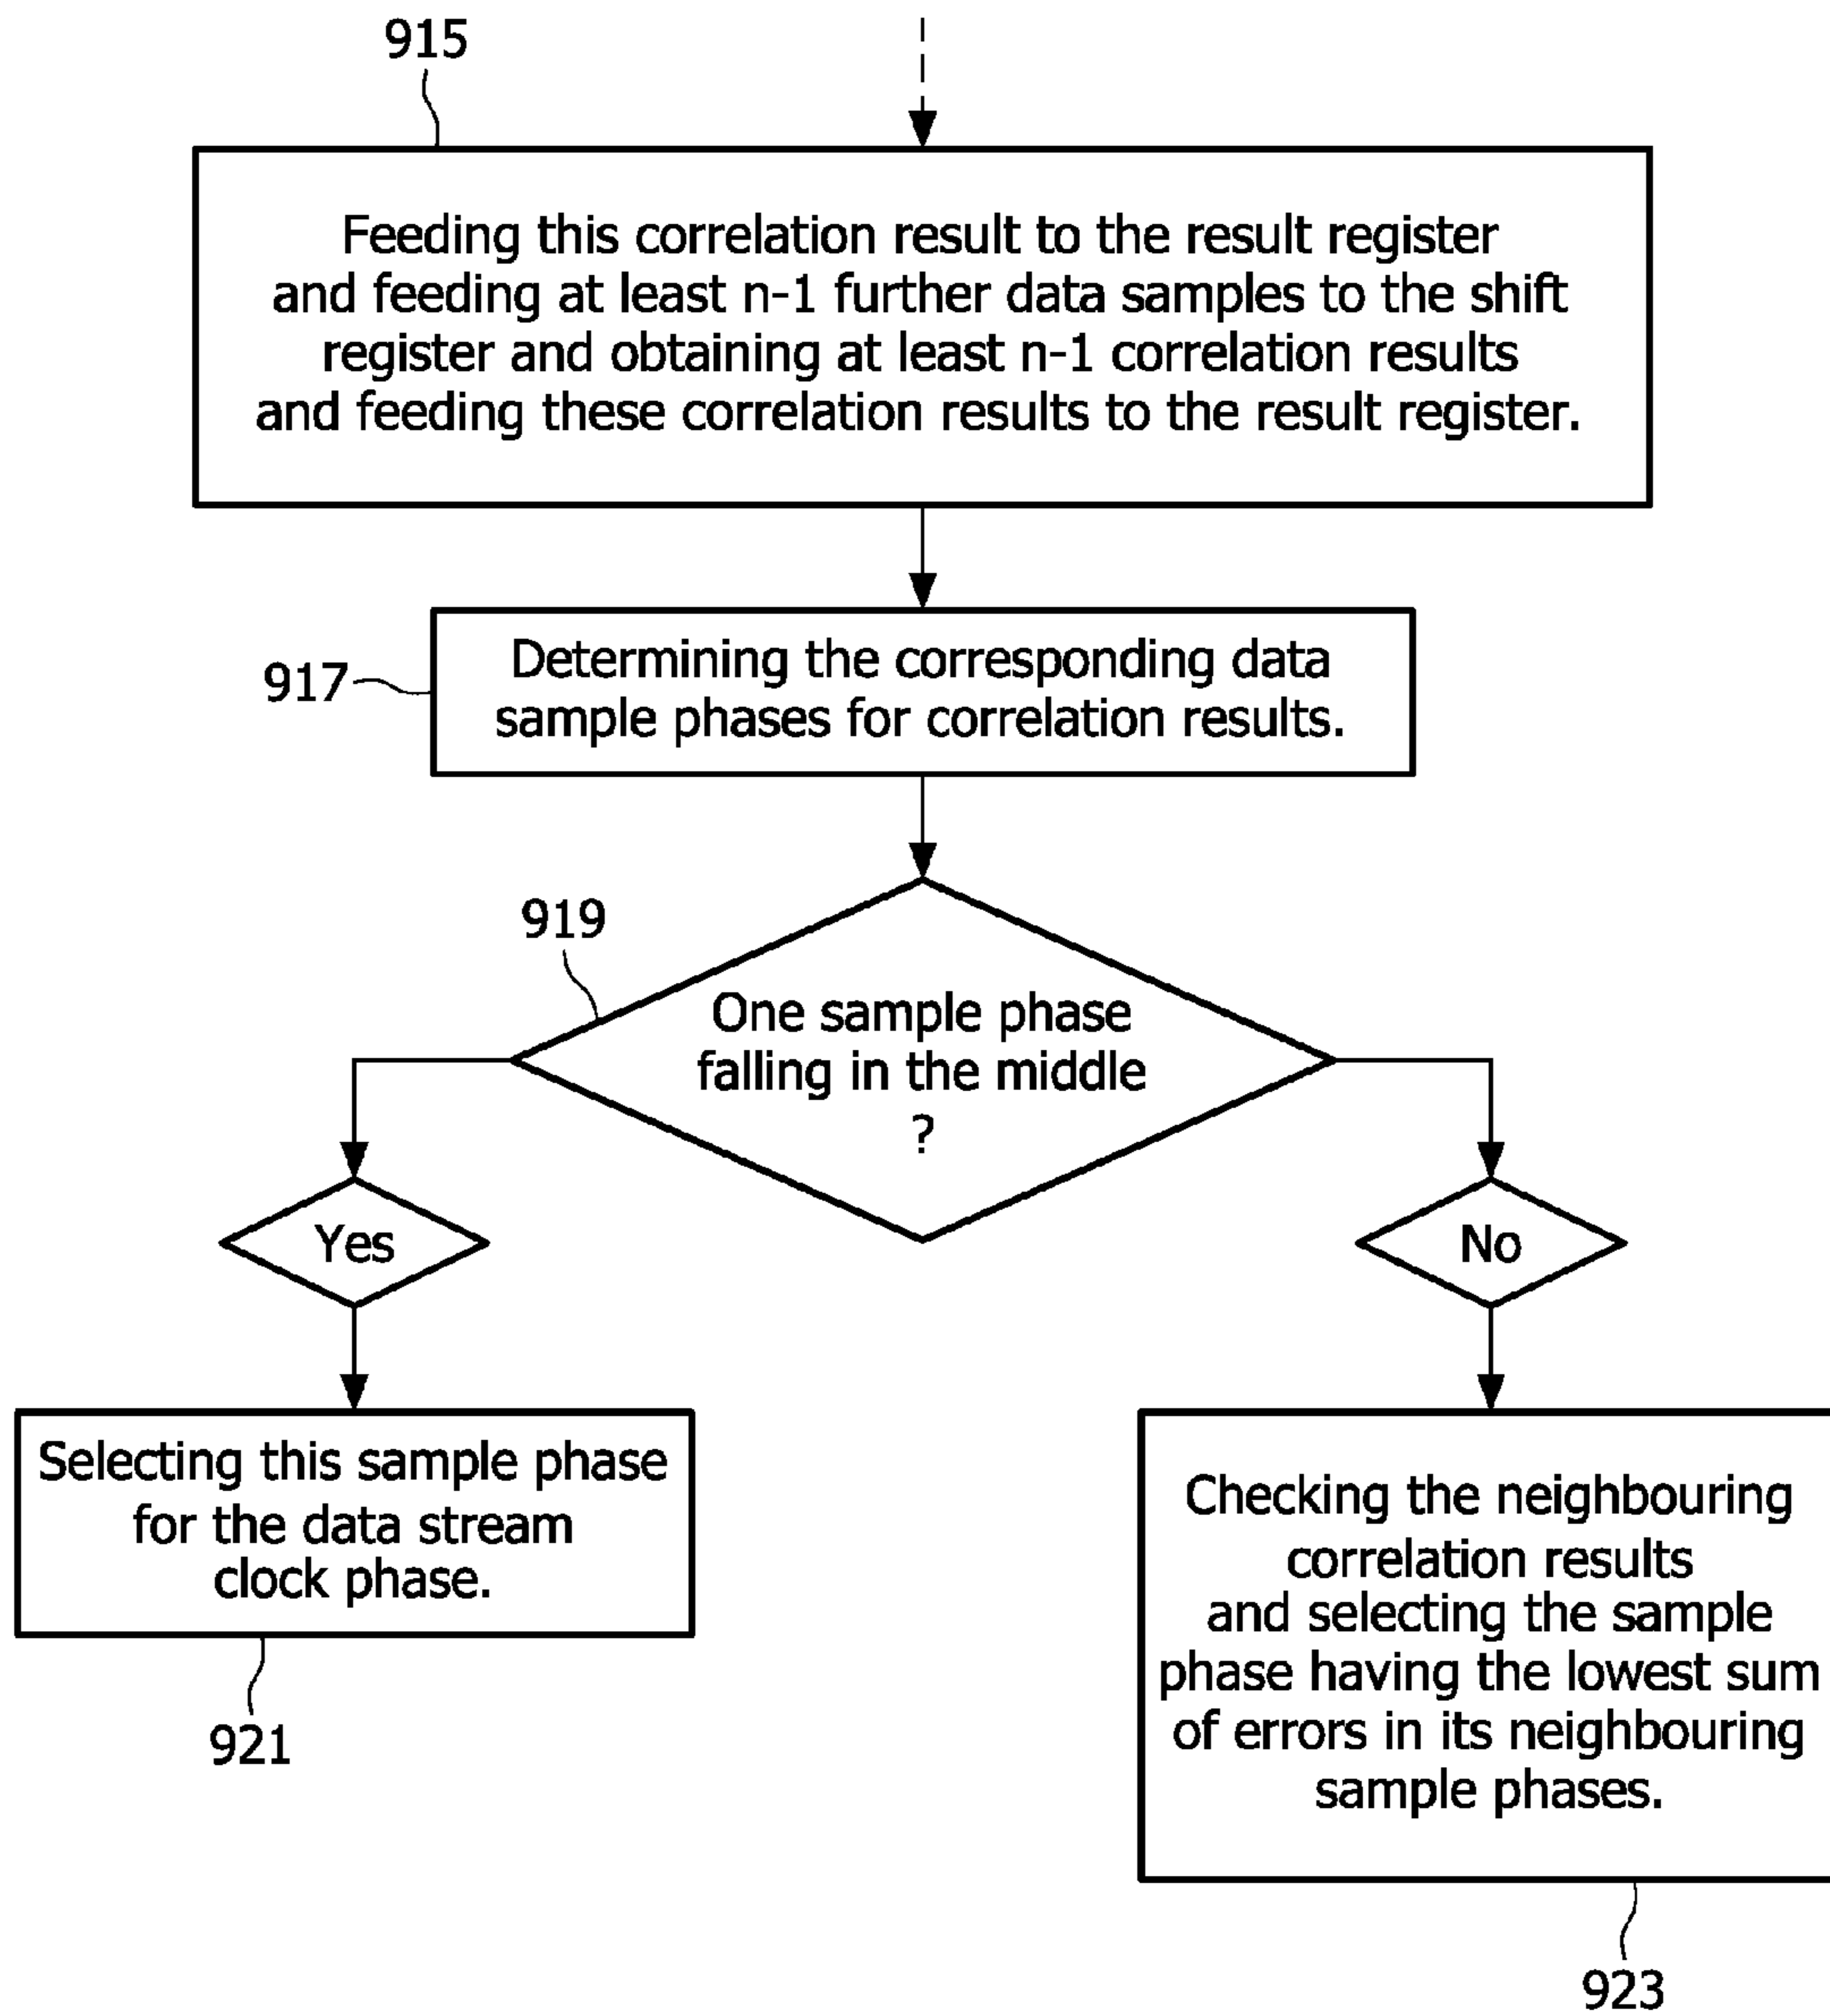 915
Feeding this correlation result to the result register
and feeding at least n-1 further data samples to the shift
register and obtaining at least n-1 correlation results
and feeding these correlation results to the result register.
917
Determining the corresponding data
sample phases for correlation results.
919
One sample phase
falling in the middle
?
Yes
No
Selecting this sample phase
for the data stream
clock phase.
921
Checking the neighbouring
correlation results
and selecting the sample
phase having the lowest sum
of errors in its neighbouring
sample phases.
923